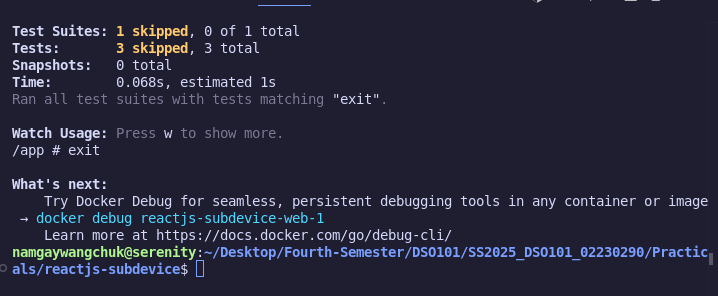 Test Suites: 1 skipped, 0 of 1 total
Tests:       3 skipped, 3 total
Snapshots:   0 total
Time:        0.068s, estimated 1s
Ran all test suites with tests matching "exit".

Watch Usage: Press w to show more.
/app # exit

What's next:
    Try Docker Debug for seamless, persistent debugging tools in any container or image
 → docker debug reactjs-subdevice-web-1
    Learn more at https://docs.docker.com/go/debug-cli/
namgaywangchuk@serenity:~/Desktop/Fourth-Semester/DSO101/SS2025_DSO101_02230290/Practic
als/reactjs-subdevice$